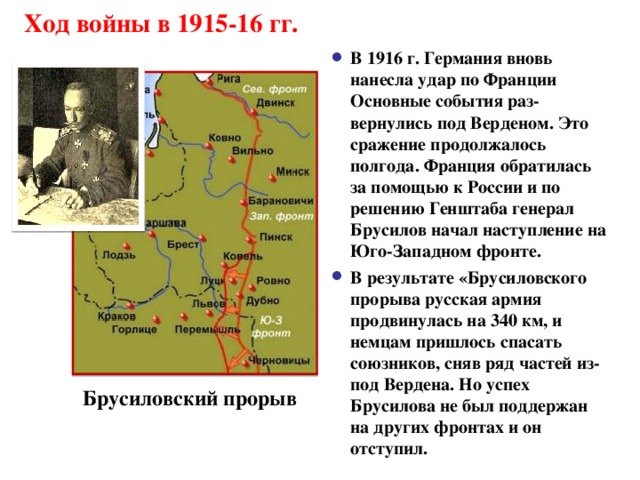 Ход войны в 1915-16 гг.
В 1916 г. Германия вновь
нанесла удар по Франции
Основные события раз-
вернулись под Верденом. Это
сражение продолжалось
полгода. Франция обратилась
за помощью к России и по
решению Генштаба генерал
Брусилов начал наступление на
Юго-Западном фронте.
В результате «Брусиловского
прорыва русская армия
продвинулась на 340 км, и
немцам пришлось спасать
союзников, сняв ряд частей из-
под Вердена. Но успех
Брусилова не был поддержан
на других фронтах и он
отступил.
Рига
Сев. фронт
Двинск
Ковно
Вильно
Минск
Барановичи
Зап. фронт
Пинск
Брест
Лодзь
Ковель
Луцк
Ровно
Дубно
Львов
Краков
Горлице
Перемышль
Ю-З
фронт
Черновицы
Брусиловский прорыв